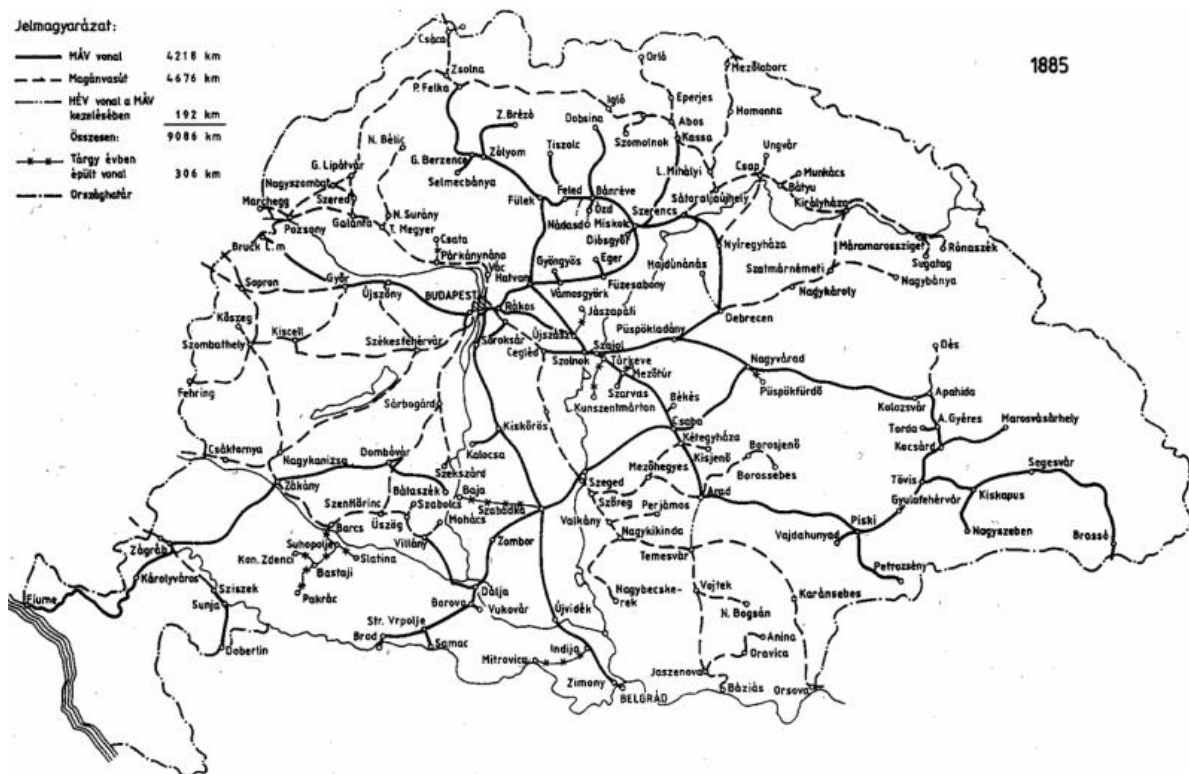 Jelmagyarázat:
MÁV vonal 4218 km
Magánvasút 4676 km
HÉV vonal a MÁV
kezelésében 192 km
Összesen: 9086 km
Tárgy évben
épült vonal 306 km
Országhatár
1885
Csáca
Zsolna
P. Felka
Orló
Mezőlaborc
Igló
Eperjes
Homonna
Z. Brézó
Dobsina
Abos
Szomolnok
Kassa
N. Bélic
Tiszolc
G. Berzence
Zólyom
Ungvár
G. Lipótvár
Selmecbánya
L. Mihályi
Csap
Munkács
Bátyu
Nagyszombat
Feled
Bánréve
Sátoraljaújhely
Királyháza
Marchegg
Szered
Fülek
Ózd
Szerencs
Galánta
N. Surány
T. Megyer
Nádasd
Miskolc
Pozsony
Diósgyőr
Bruck L.m
Csata
Nyíregyháza
Máramarossziget
Rónaszék
Sugatag
Párkánynána
Vác
Hatvan
Gyöngyös
Eger
Hajdúnánás
Szatmárnémeti
Nagybánya
Sopron
Győr
Újszőny
BUDAPEST
Rákos
Vámosgyörk
Füzesabony
Nagykároly
Jászapáti
Debrecen
Kőszeg
Kiscell
Székesfehérvár
Soroksár
Újszász
Püspökladány
Szombathely
Cegléd
Szolnok
Szajol
Túrkeve
Mezőtúr
Nagyvárad
Dés
Fehring
Szarvas
Püspökfürdő
Kunszentmárton
Békés
Kolozsvár
Apahida
Sárbogárd
Csaba
Torda
A. Gyéres
Marosvásárhely
Kiskőrös
Kétegyháza
Kocsárd
Csáktornya
Nagykanizsa
Dombóvár
Kalocsa
Kisjenő
Borosjenő
Szekszárd
Mezőhegyes
Borossebes
Zákány
Bátaszék
Baja
Szeged
Tövis
Segesvár
Szentlőrinc
Szabolcs
Szabadka
Szőreg
Arad
Gyulafehérvár
Kiskapus
Üszög
Mohács
Valkány
Perjámos
Piski
Barcs
Nagykikinda
Vajdahunyad
Nagyszeben
Brassó
Zágráb
Suhopolje
Slatina
Villány
Zombor
Temesvár
Kon. Zdenci
Bastaji
Petrozsény
Károlyváros
Pakrác
Nagybecske-
rek
Vojtek
Karánsebes
Fiume
Sziszek
Dálja
Sunja
Borova
Vukovár
Újvidék
N. Bogsán
Str. Vrpolje
Doberlin
Brod
Samac
Indija
Anina
Oravica
Mitrovica
Jaszenova
Zimony
BELGRÁD
Báziás
Orsova